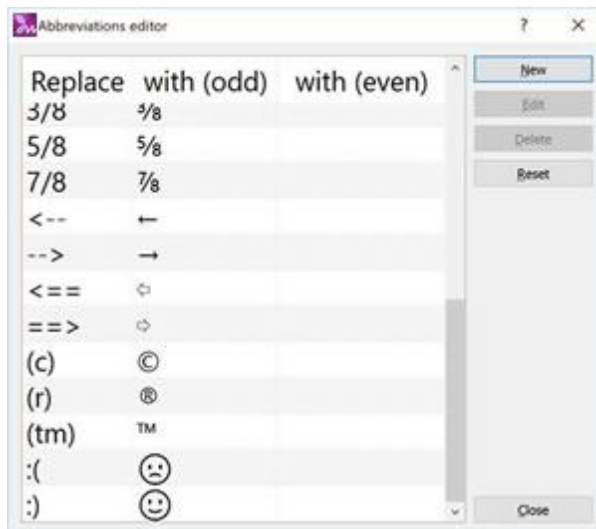 Abbreviations editor ? ×
Replace with (odd) with (even)
3/8 ⅜
5/8 ⅝
7/8 ⅞
<-- ←
--> →
<== ⇦
==> ⇨
(c) ©
(r) ®
(tm) ™
:( ☹
:) ☺
New
Edit
Delete
Reset
Close